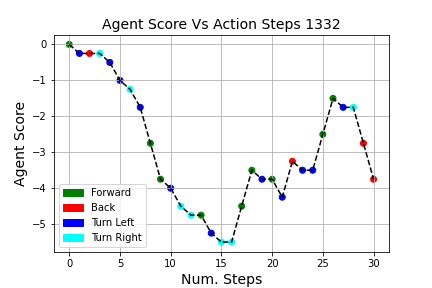 Agent Score Vs Action Steps 1332
Agent Score
0
−1
−2
−3
−4
−5
Forward
Back
Turn Left
Turn Right
0 5 10 15 20 25 30
Num. Steps